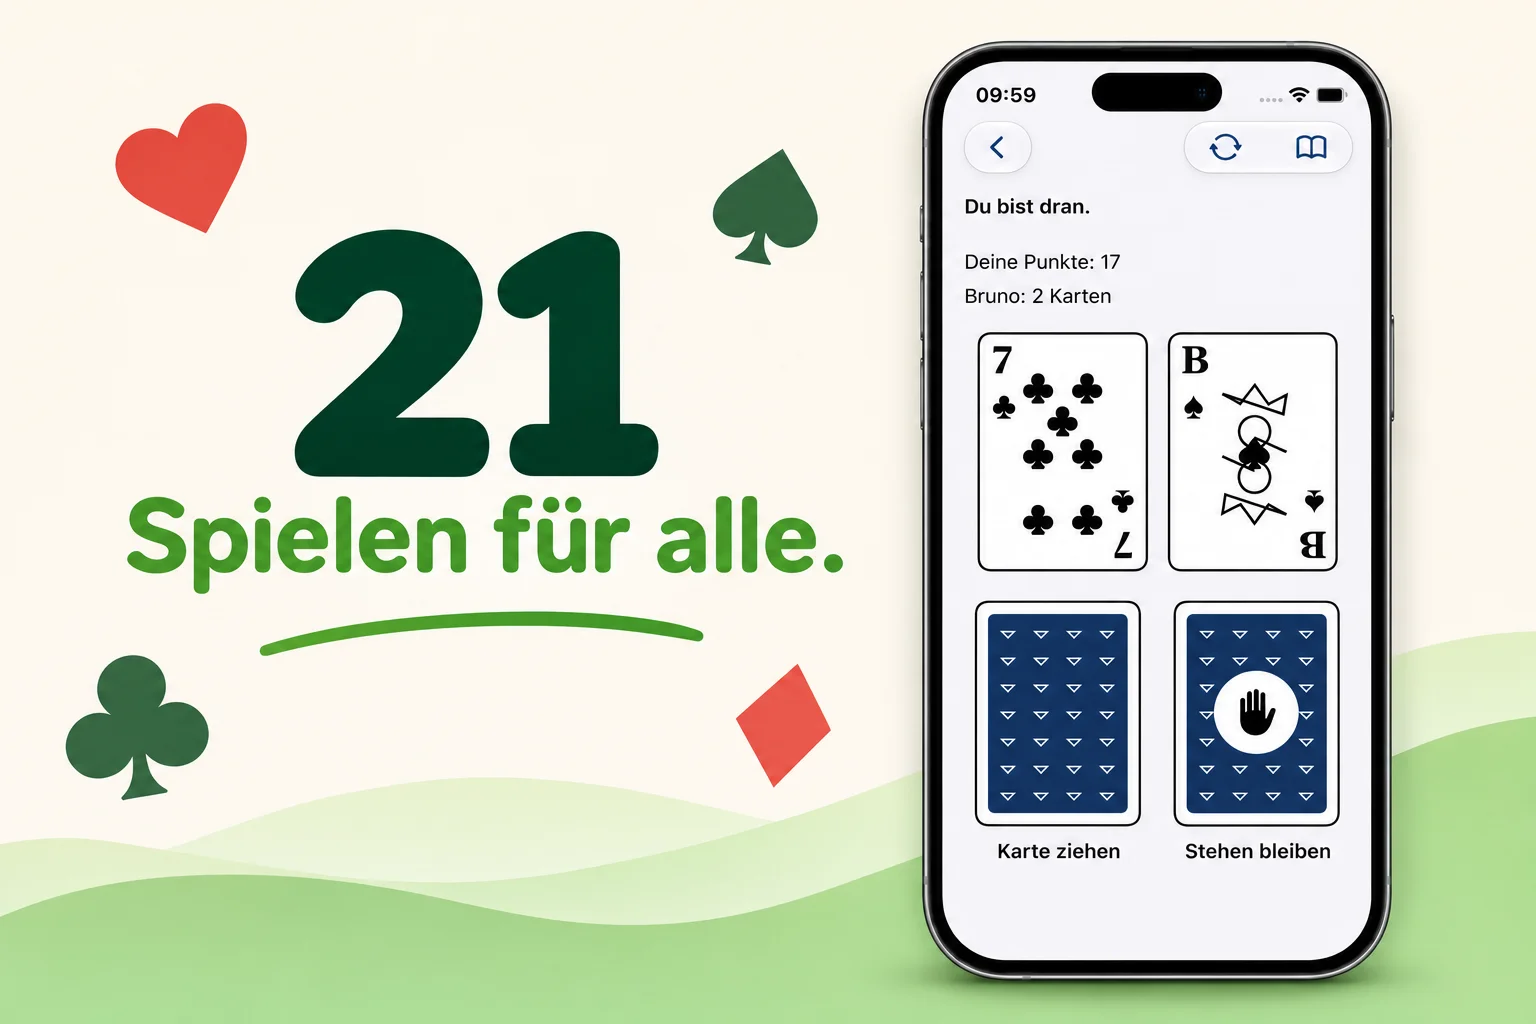 21
Spielen für alle.
09:59
Du bist dran.
Deine Punkte: 17
Bruno: 2 Karten
7
B
7
B
Karte ziehen
Stehen bleiben